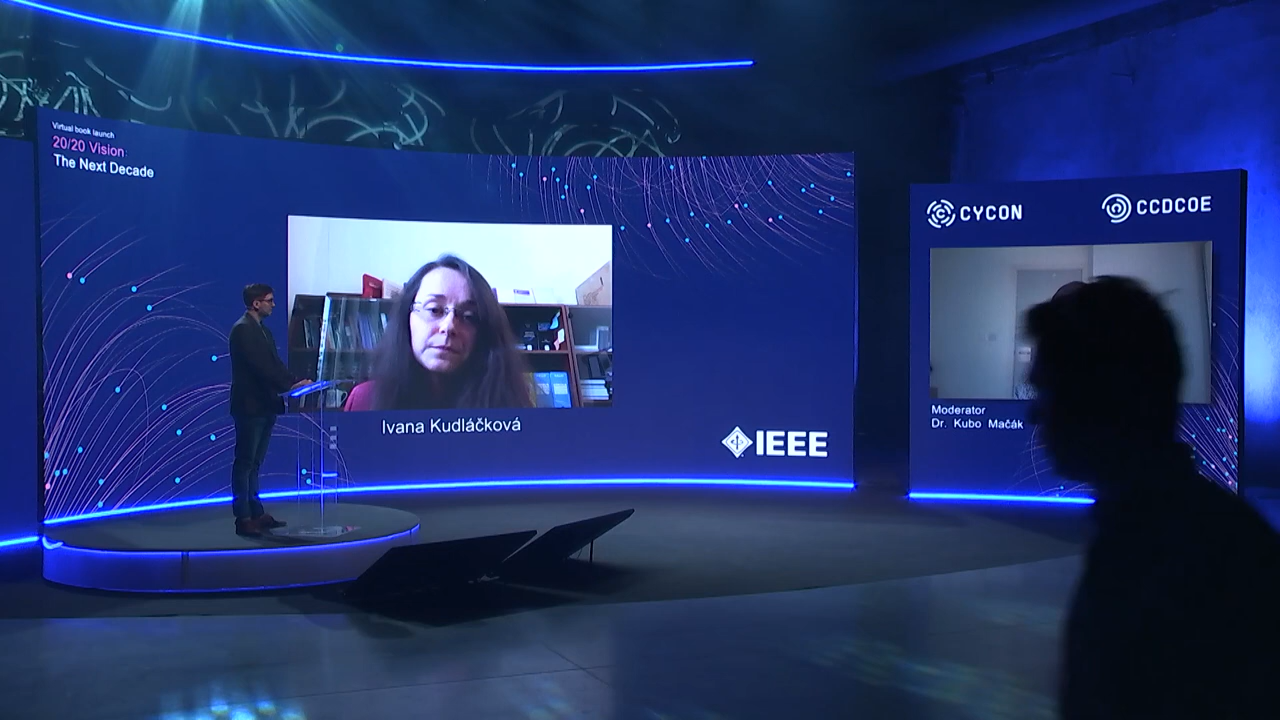 Virtual book launch
20/20 Vision:
The Next Decade
Ivana Kudláčková
IEEE
CYCON
CCDCOE
Moderator
Dr. Kubo Mačák